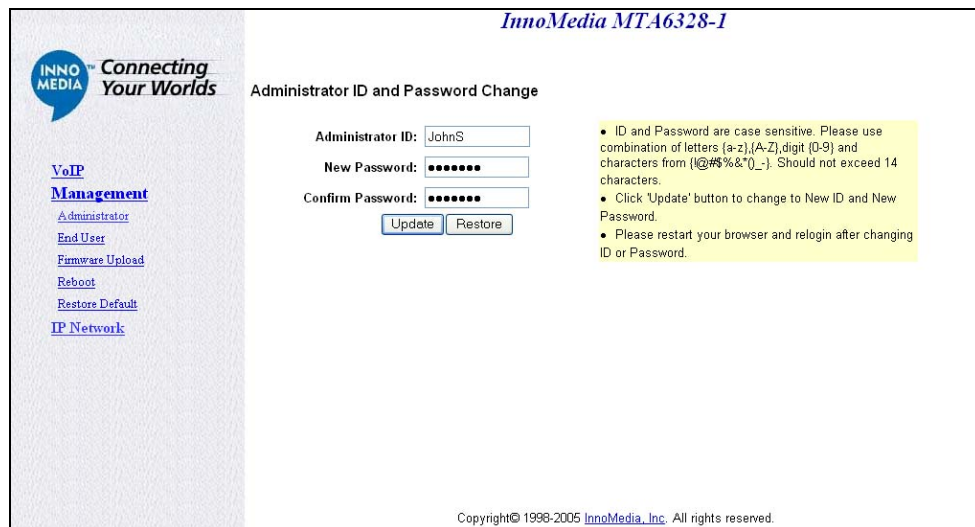 InnoMedia MTA6328-1
INNO MEDIA ™ Connecting Your Worlds
VoIP
Management
Administrator
End User
Firmware Upload
Reboot
Restore Default
IP Network
Administrator ID and Password Change
Administrator ID: JohnS
New Password: •••••••
Confirm Password: •••••••
Update Restore
• ID and Password are case sensitive. Please use
combination of letters {a-z},{A-Z},digit {0-9} and
characters from {!@#$%&*()_-}. Should not exceed 14
characters.
• Click 'Update' button to change to New ID and New
Password.
• Please restart your browser and relogin after changing
ID or Password.
Copyright© 1998-2005 InnoMedia, Inc. All rights reserved.